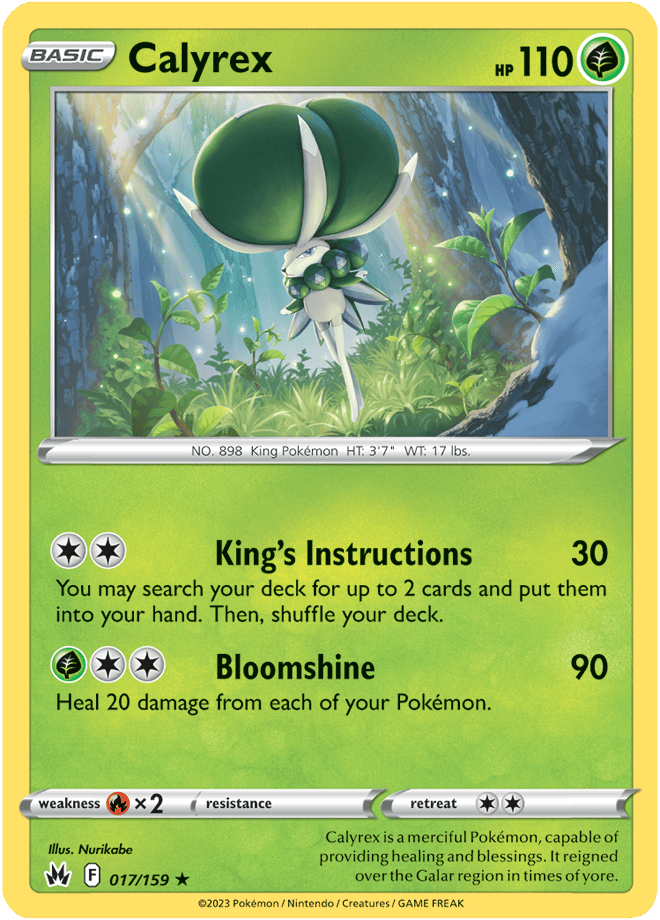 BASIC Calyrex HP 110
NO. 898 King Pokémon HT: 3'7" WT: 17 lbs.
King's Instructions 30
You may search your deck for up to 2 cards and put them
into your hand. Then, shuffle your deck.
Bloomshine 90
Heal 20 damage from each of your Pokémon.
weakness ×2 resistance retreat
Illus. Nurikabe
F 017/159 ★
Calyrex is a merciful Pokémon, capable of
providing healing and blessings. It reigned
over the Galar region in times of yore.
©2023 Pokémon / Nintendo / Creatures / GAME FREAK